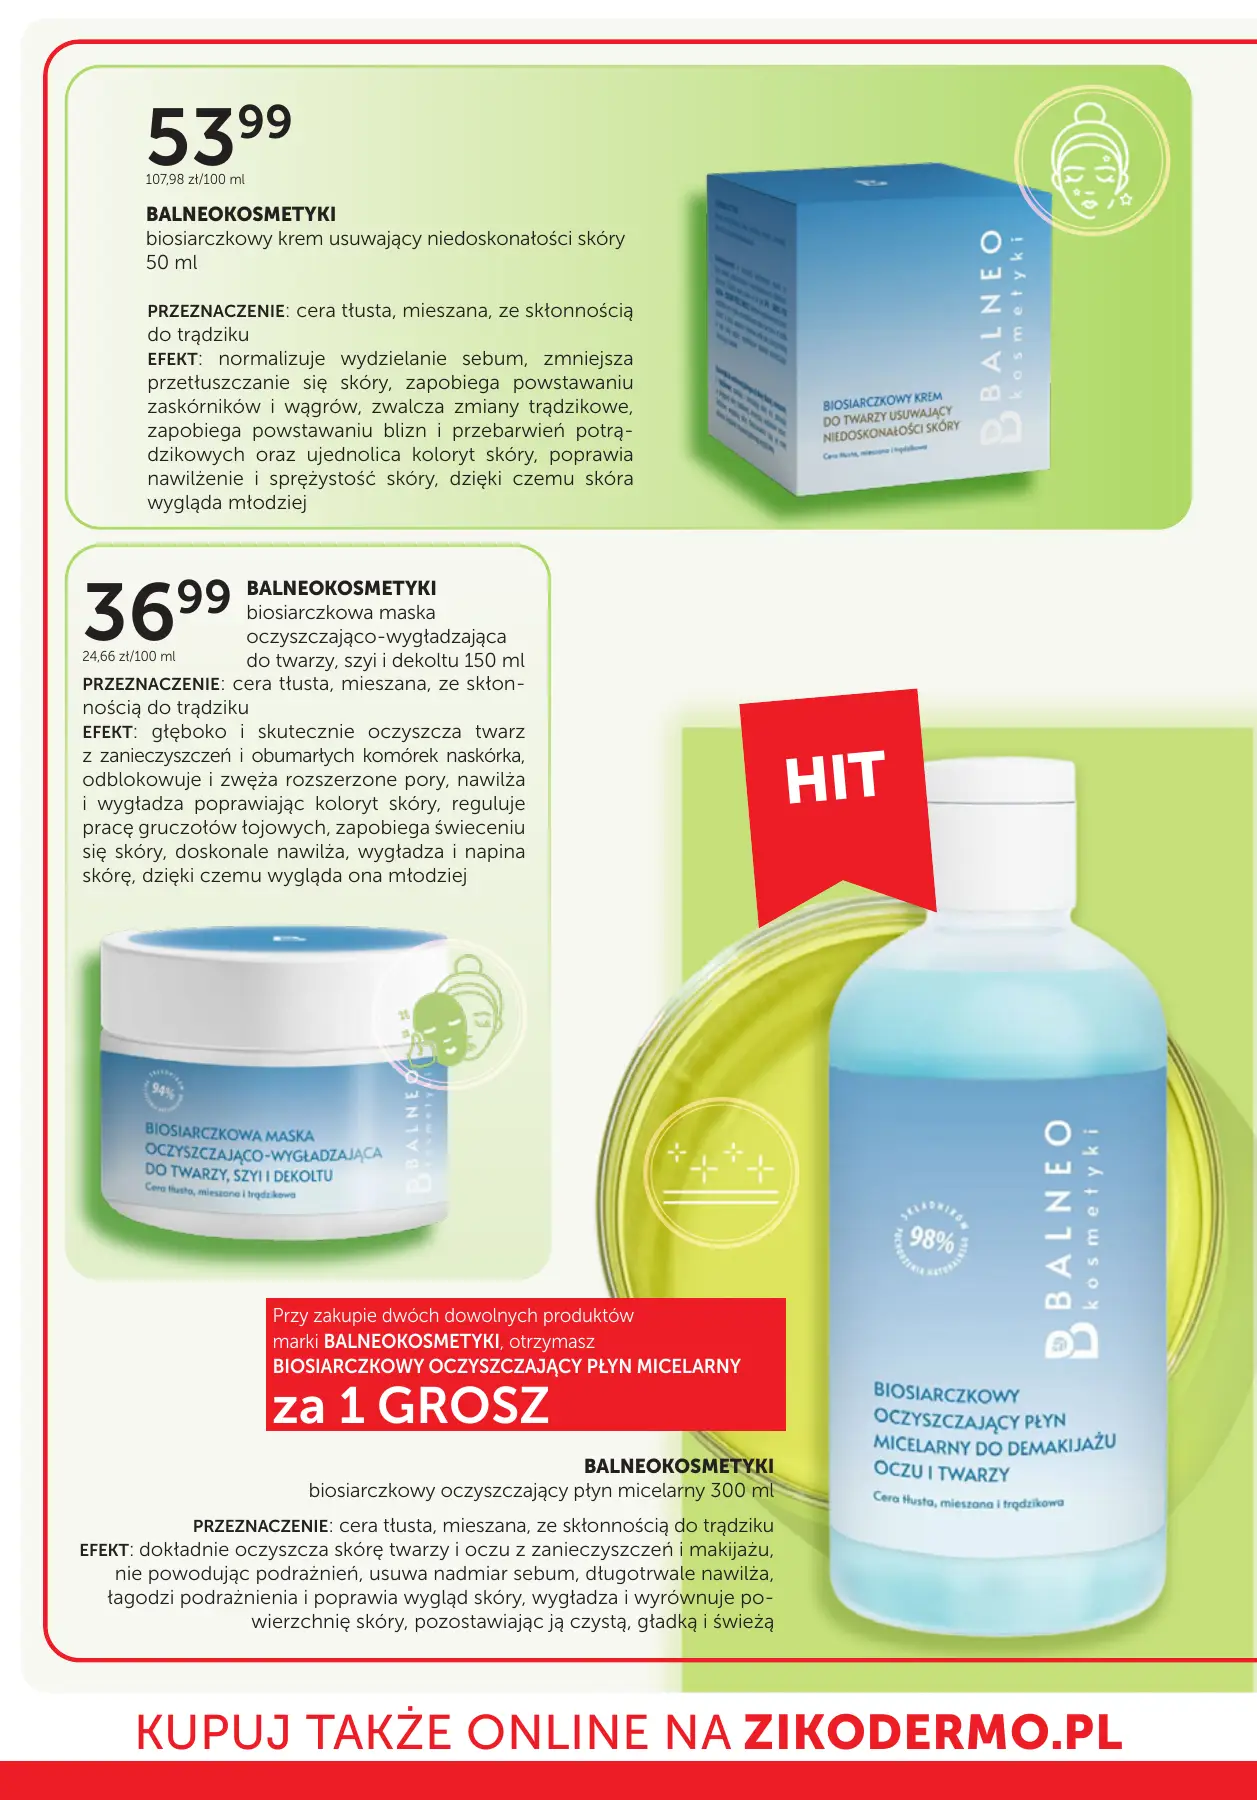 53⁹⁹
107,98 zł/100 ml
BALNEOKOSMETYKI
biosiarczkowy krem usuwający niedoskonałości skóry
50 ml
PRZEZNACZENIE: cera tłusta, mieszana, ze skłonnością
do trądziku
EFEKT: normalizuje wydzielanie sebum, zmniejsza
przetłuszczanie się skóry, zapobiega powstawaniu
zaskórników i wągrów, zwalcza zmiany trądzikowe,
zapobiega powstawaniu blizn i przebarwień potrą-
dzikowych oraz ujednolica koloryt skóry, poprawia
nawilżenie i sprężystość skóry, dzięki czemu skóra
wygląda młodziej
BALNEO
kosmetyki
BIOSIARCZKOWY KREM
DO TWARZY USUWAJĄCY
NIEDOSKONAŁOŚCI SKÓRY
Cera tłusta, mieszana i trądzikowa
36⁹⁹
24,66 zł/100 ml
BALNEOKOSMETYKI
biosiarczkowa maska
oczyszczająco-wygładzająca
do twarzy, szyi i dekoltu 150 ml
PRZEZNACZENIE: cera tłusta, mieszana, ze skłon-
nością do trądziku
EFEKT: głęboko i skutecznie oczyszcza twarz
z zanieczyszczeń i obumarłych komórek naskórka,
odblokowuje i zwęża rozszerzone pory, nawilża
i wygładza poprawiając koloryt skóry, reguluje
pracę gruczołów łojowych, zapobiega świeceniu
się skóry, doskonale nawilża, wygładza i napina
skórę, dzięki czemu wygląda ona młodziej
94%
BIOSIARCZKOWA MASKA
OCZYSZCZAJĄCO-WYGŁADZAJĄCA
DO TWARZY, SZYI I DEKOLTU
Cera tłusta, mieszana i trądzikowa
BALNEO
kosmetyki
HIT
SKŁADNIKÓW
98%
POCHODZENIA NATURALNEGO
BALNEO
kosmetyki
BIOSIARCZKOWY
OCZYSZCZAJĄCY PŁYN
MICELARNY DO DEMAKIJAŻU
OCZU I TWARZY
Cera tłusta, mieszana i trądzikowa
Przy zakupie dwóch dowolnych produktów
marki BALNEOKOSMETYKI, otrzymasz
BIOSIARCZKOWY OCZYSZCZAJĄCY PŁYN MICELARNY
za 1 GROSZ
BALNEOKOSMETYKI
biosiarczkowy oczyszczający płyn micelarny 300 ml
PRZEZNACZENIE: cera tłusta, mieszana, ze skłonnością do trądziku
EFEKT: dokładnie oczyszcza skórę twarzy i oczu z zanieczyszczeń i makijażu,
nie powodując podrażnień, usuwa nadmiar sebum, długotrwale nawilża,
łagodzi podrażnienia i poprawia wygląd skóry, wygładza i wyrównuje po-
wierzchnię skóry, pozostawiając ją czystą, gładką i świeżą
KUPUJ TAKŻE ONLINE NA ZIKODERMO.PL